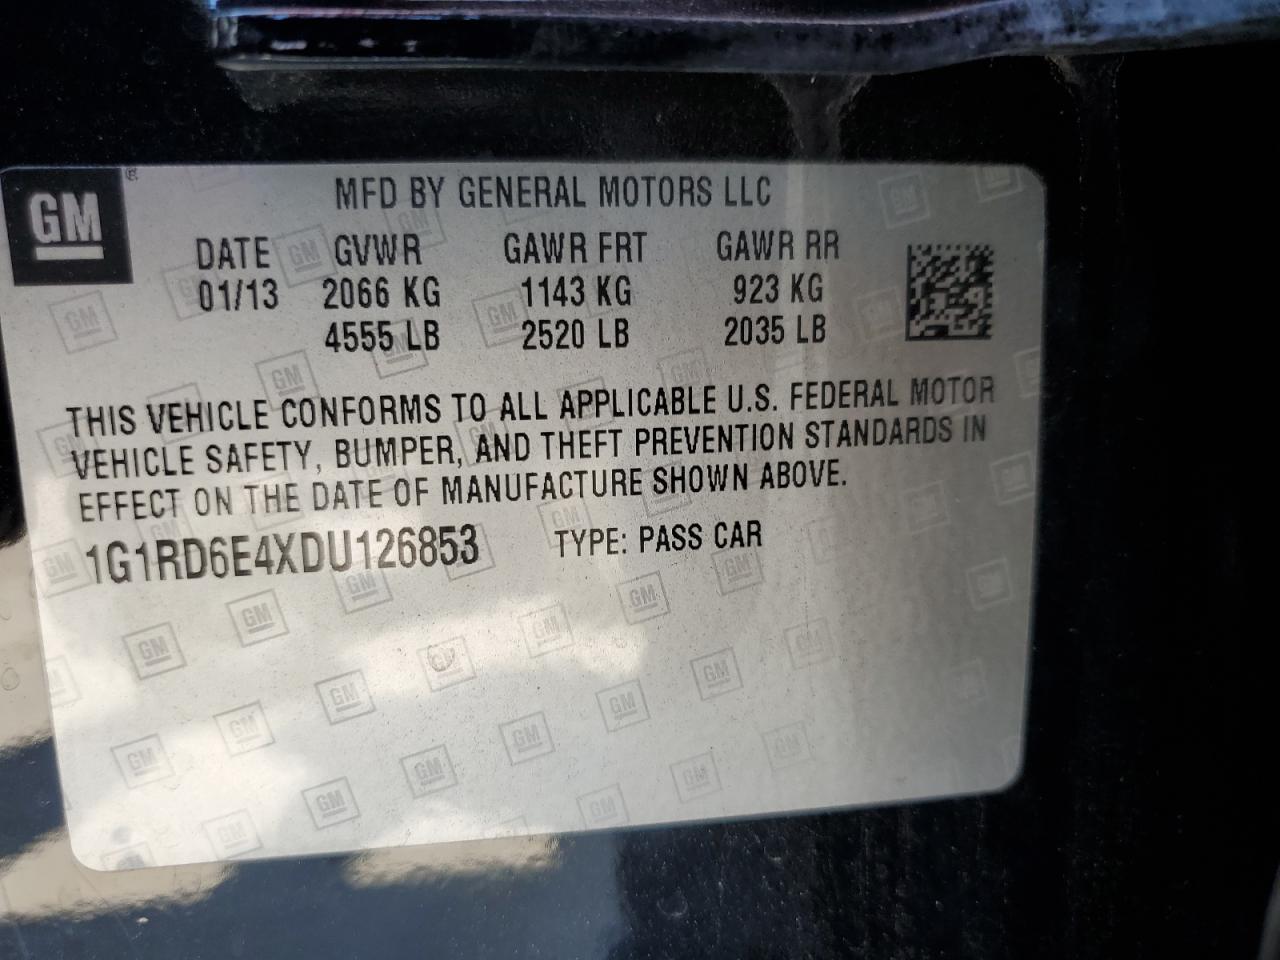 GM
MFD BY GENERAL MOTORS LLC
DATE GVWR GAWR FRT GAWR RR
01/13 2066 KG 1143 KG 923 KG
4555 LB 2520 LB 2035 LB
THIS VEHICLE CONFORMS TO ALL APPLICABLE U.S. FEDERAL MOTOR
VEHICLE SAFETY, BUMPER, AND THEFT PREVENTION STANDARDS IN
EFFECT ON THE DATE OF MANUFACTURE SHOWN ABOVE.
1G1RD6E4XDU126853 TYPE: PASS CAR